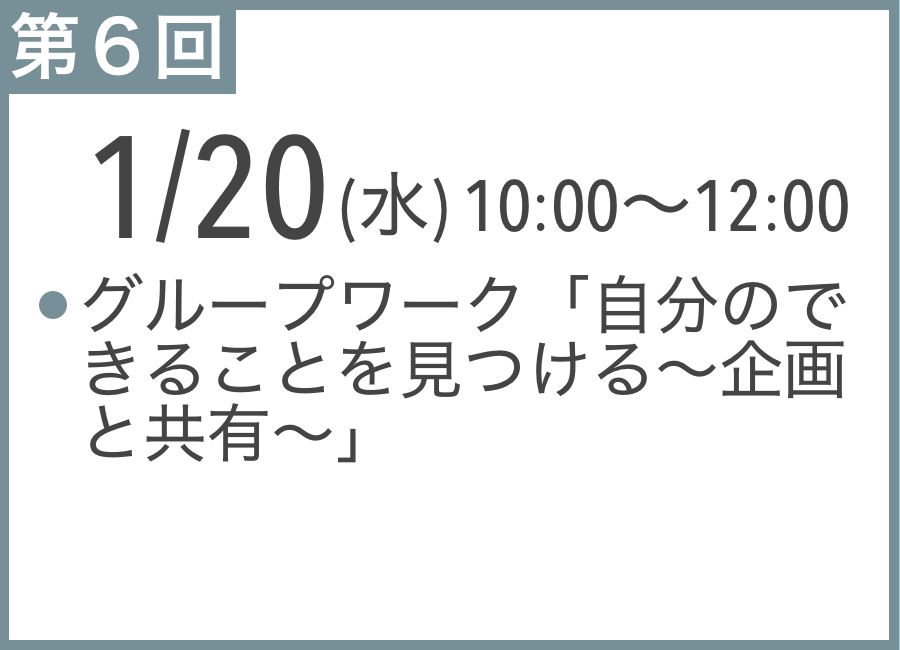 第６回
1/20(水) 10:00〜12:00
●グループワーク「自分ので
きることを見つける〜企画
と共有〜」